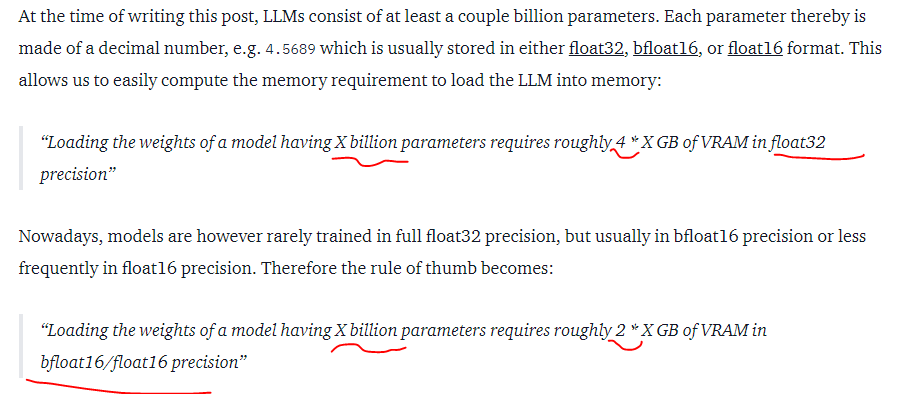 At the time of writing this post, LLMs consist of at least a couple billion parameters. Each parameter thereby is
made of a decimal number, e.g. 4.5689 which is usually stored in either float32, bfloat16, or float16 format. This
allows us to easily compute the memory requirement to load the LLM into memory:
“Loading the weights of a model having X billion parameters requires roughly 4 * X GB of VRAM in float32
precision”
Nowadays, models are however rarely trained in full float32 precision, but usually in bfloat16 precision or less
frequently in float16 precision. Therefore the rule of thumb becomes:
“Loading the weights of a model having X billion parameters requires roughly 2 * X GB of VRAM in
bfloat16/float16 precision”